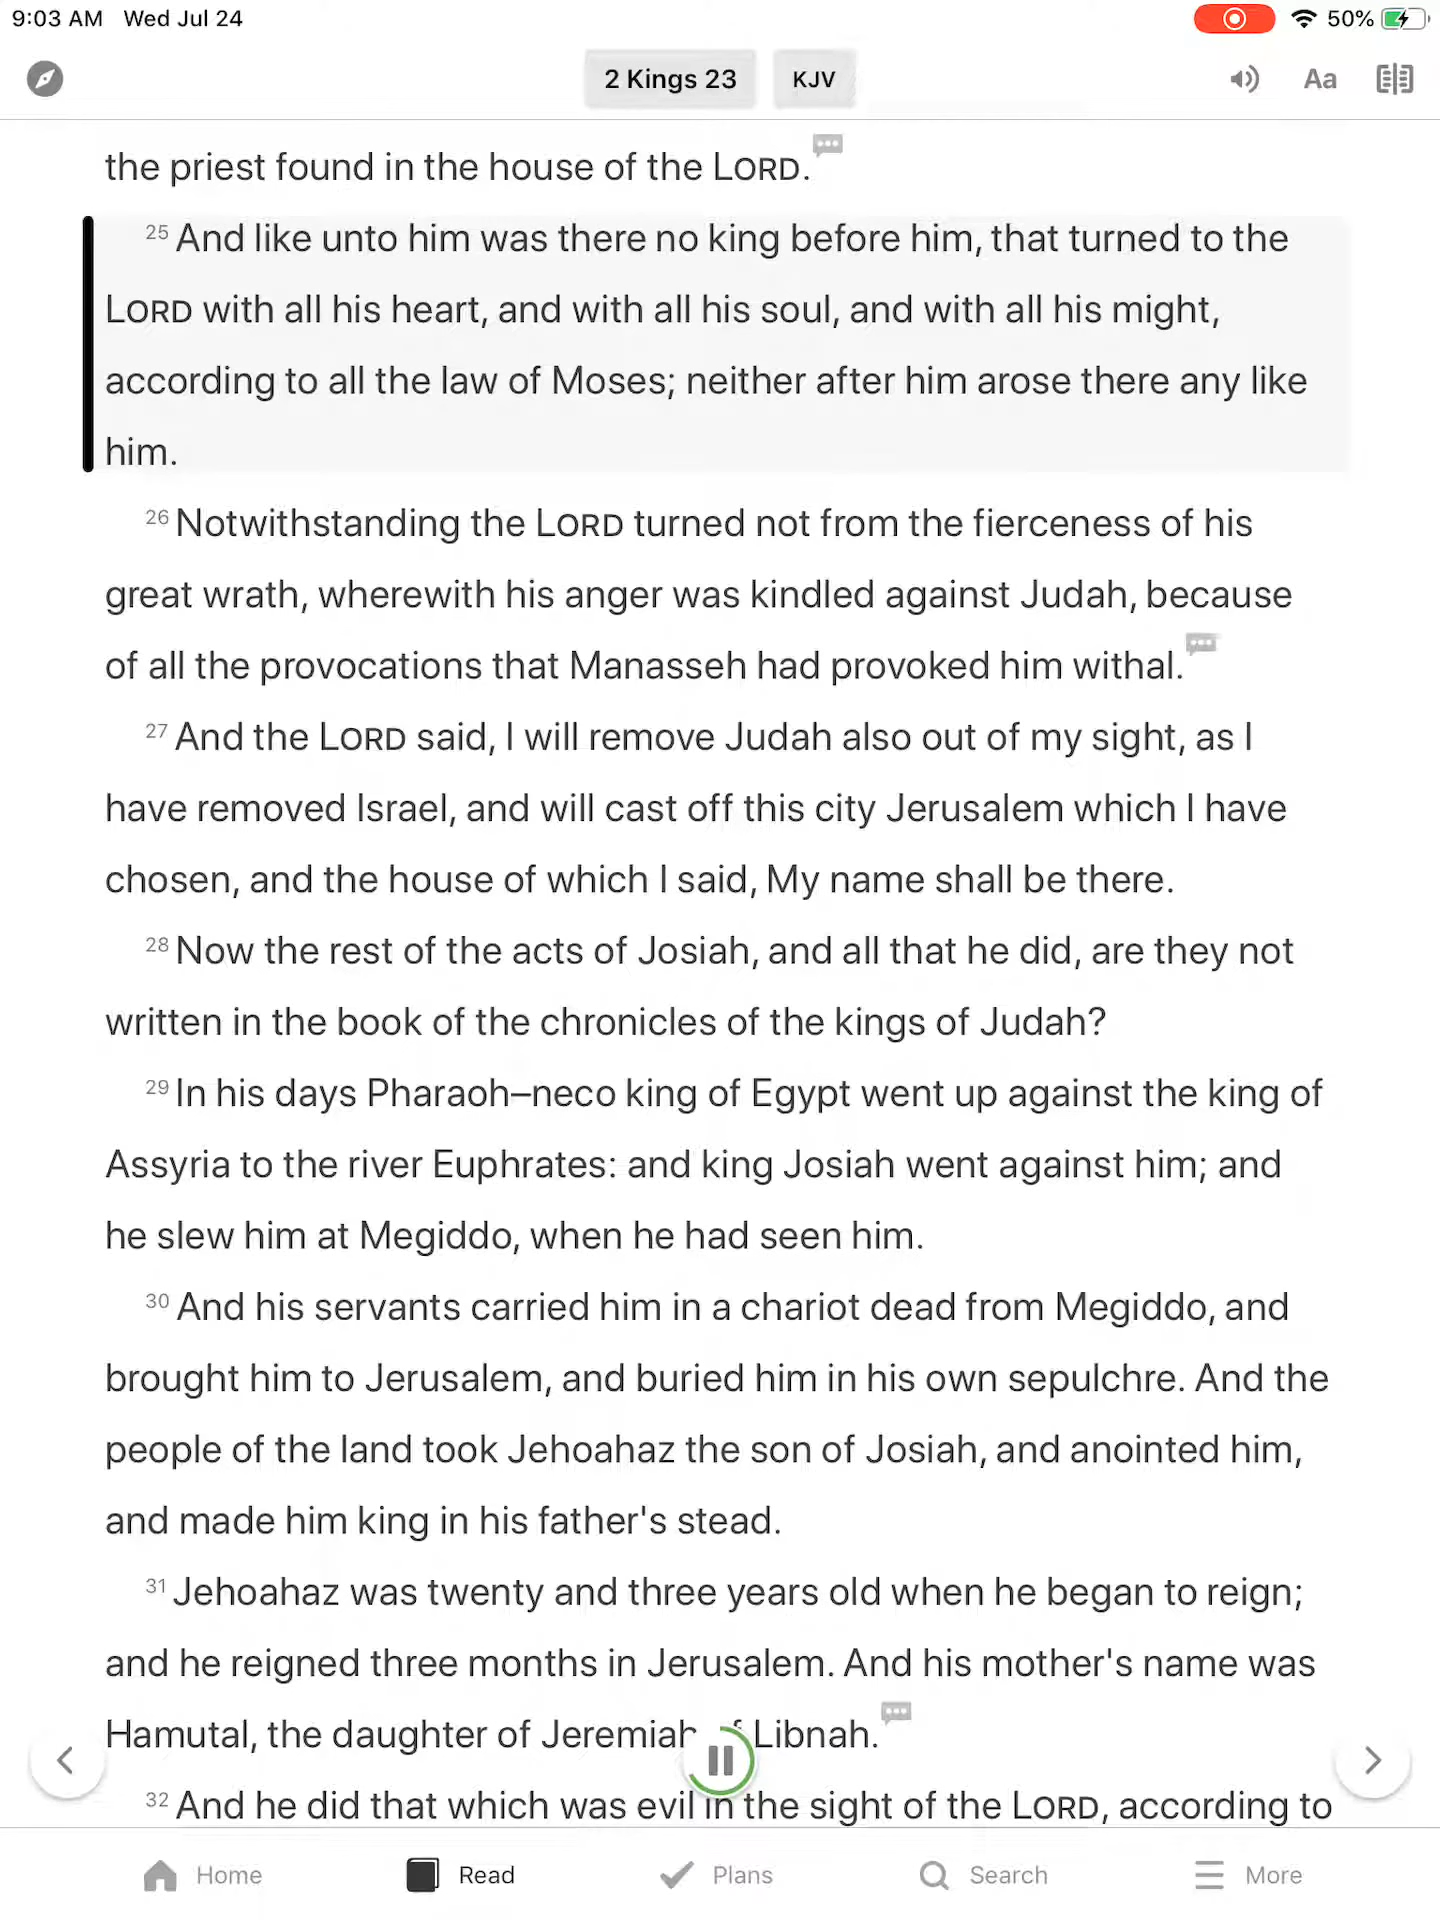 9:03 AM Wed Jul 24
50%
2 Kings 23
KJV
Aa
the priest found in the house of the LORD.
25 And like unto him was there no king before him, that turned to the
LORD with all his heart, and with all his soul, and with all his might,
according to all the law of Moses; neither after him arose there any like
him.
26 Notwithstanding the LORD turned not from the fierceness of his
great wrath, wherewith his anger was kindled against Judah, because
of all the provocations that Manasseh had provoked him withal.
27 And the LORD said, I will remove Judah also out of my sight, as I
have removed Israel, and will cast off this city Jerusalem which I have
chosen, and the house of which I said, My name shall be there.
28 Now the rest of the acts of Josiah, and all that he did, are they not
written in the book of the chronicles of the kings of Judah?
29 In his days Pharaoh–neco king of Egypt went up against the king of
Assyria to the river Euphrates: and king Josiah went against him; and
he slew him at Megiddo, when he had seen him.
30 And his servants carried him in a chariot dead from Megiddo, and
brought him to Jerusalem, and buried him in his own sepulchre. And the
people of the land took Jehoahaz the son of Josiah, and anointed him,
and made him king in his father's stead.
31 Jehoahaz was twenty and three years old when he began to reign;
and he reigned three months in Jerusalem. And his mother's name was
Hamutal, the daughter of Jeremiah Libnah.
32 And he did that which was evil in the sight of the LORD, according to
Home
Read
Plans
Search
More